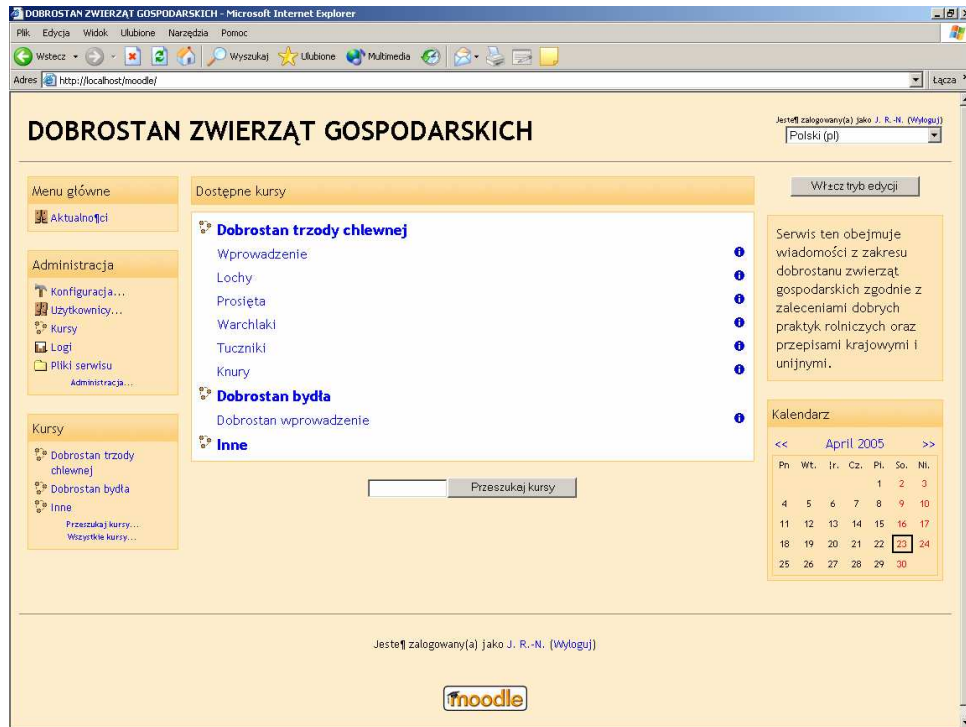 DOBROSTAN ZWIERZĄT GOSPODARSKICH - Microsoft Internet Explorer
Plik Edycja Widok Ulubione Narzędzia Pomoc
Wstecz Wyszukaj Ulubione Multimedia
Adres http://localhost/moodle/ Łącza
DOBROSTAN ZWIERZĄT GOSPODARSKICH
Jeste¶ zalogowany(a) jako J. R.-N. (Wyloguj)
Polski (pl)
Menu główne
Aktualno¶ci
Administracja
Konfiguracja...
Użytkownicy...
Kursy
Logi
Pliki serwisu
Administracja...
Kursy
Dobrostan trzody
chlewnej
Dobrostan bydła
Inne
Przeszukaj kursy...
Wszystkie kursy...
Dostępne kursy
Dobrostan trzody chlewnej
Wprowadzenie
Lochy
Prosięta
Warchlaki
Tuczniki
Knury
Dobrostan bydła
Dobrostan wprowadzenie
Inne
Przeszukaj kursy
Wł±cz tryb edycji
Serwis ten obejmuje
wiadomości z zakresu
dobrostanu zwierząt
gospodarskich zgodnie z
zaleceniami dobrych
praktyk rolniczych oraz
przepisami krajowymi i
unijnymi.
Kalendarz
<< April 2005 >>
Pn Wt. ¦r. Cz. Pi. So. Ni.
1 2 3
4 5 6 7 8 9 10
11 12 13 14 15 16 17
18 19 20 21 22 23 24
25 26 27 28 29 30
Jeste¶ zalogowany(a) jako J. R.-N. (Wyloguj)
moodle